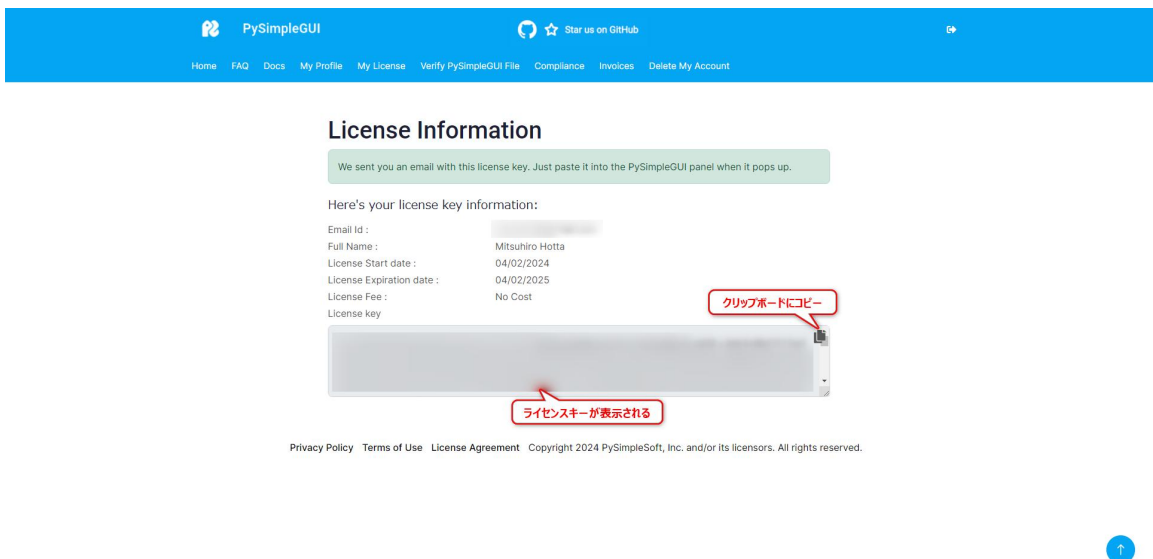 PySimpleGUI
Star us on GitHub
Home FAQ Docs My Profile My License Verify PySimpleGUI File Compliance Invoices Delete My Account
License Information
We sent you an email with this license key. Just paste it into the PySimpleGUI panel when it pops up.
Here's your license key information:
Email Id :
Full Name : Mitsuhiro Hotta
License Start date : 04/02/2024
License Expiration date : 04/02/2025
License Fee : No Cost
クリップボードにコピー
License key
ライセンスキーが表示される
Privacy Policy Terms of Use License Agreement Copyright 2024 PySimpleSoft, Inc. and/or its licensors. All rights reserved.